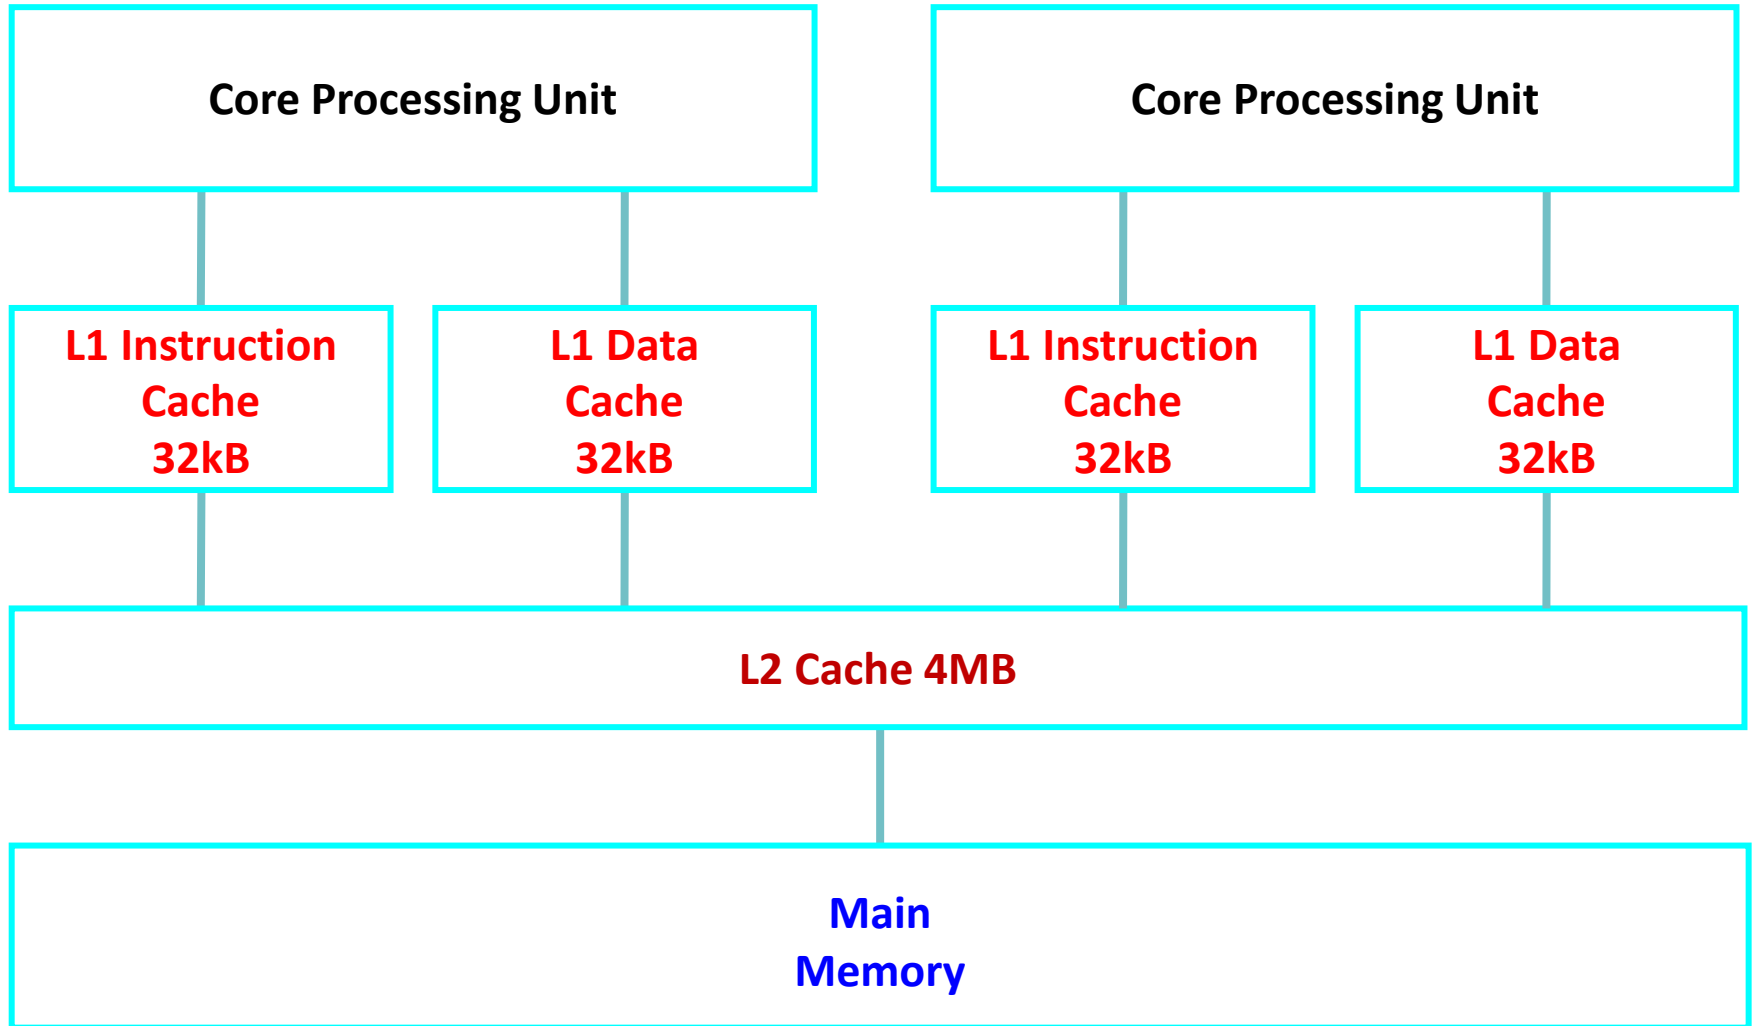 Core Processing Unit
Core Processing Unit
L1 Instruction
Cache
32kB
L1 Data
Cache
32kB
L1 Instruction
Cache
32kB
L1 Data
Cache
32kB
L2 Cache 4MB
Main
Memory